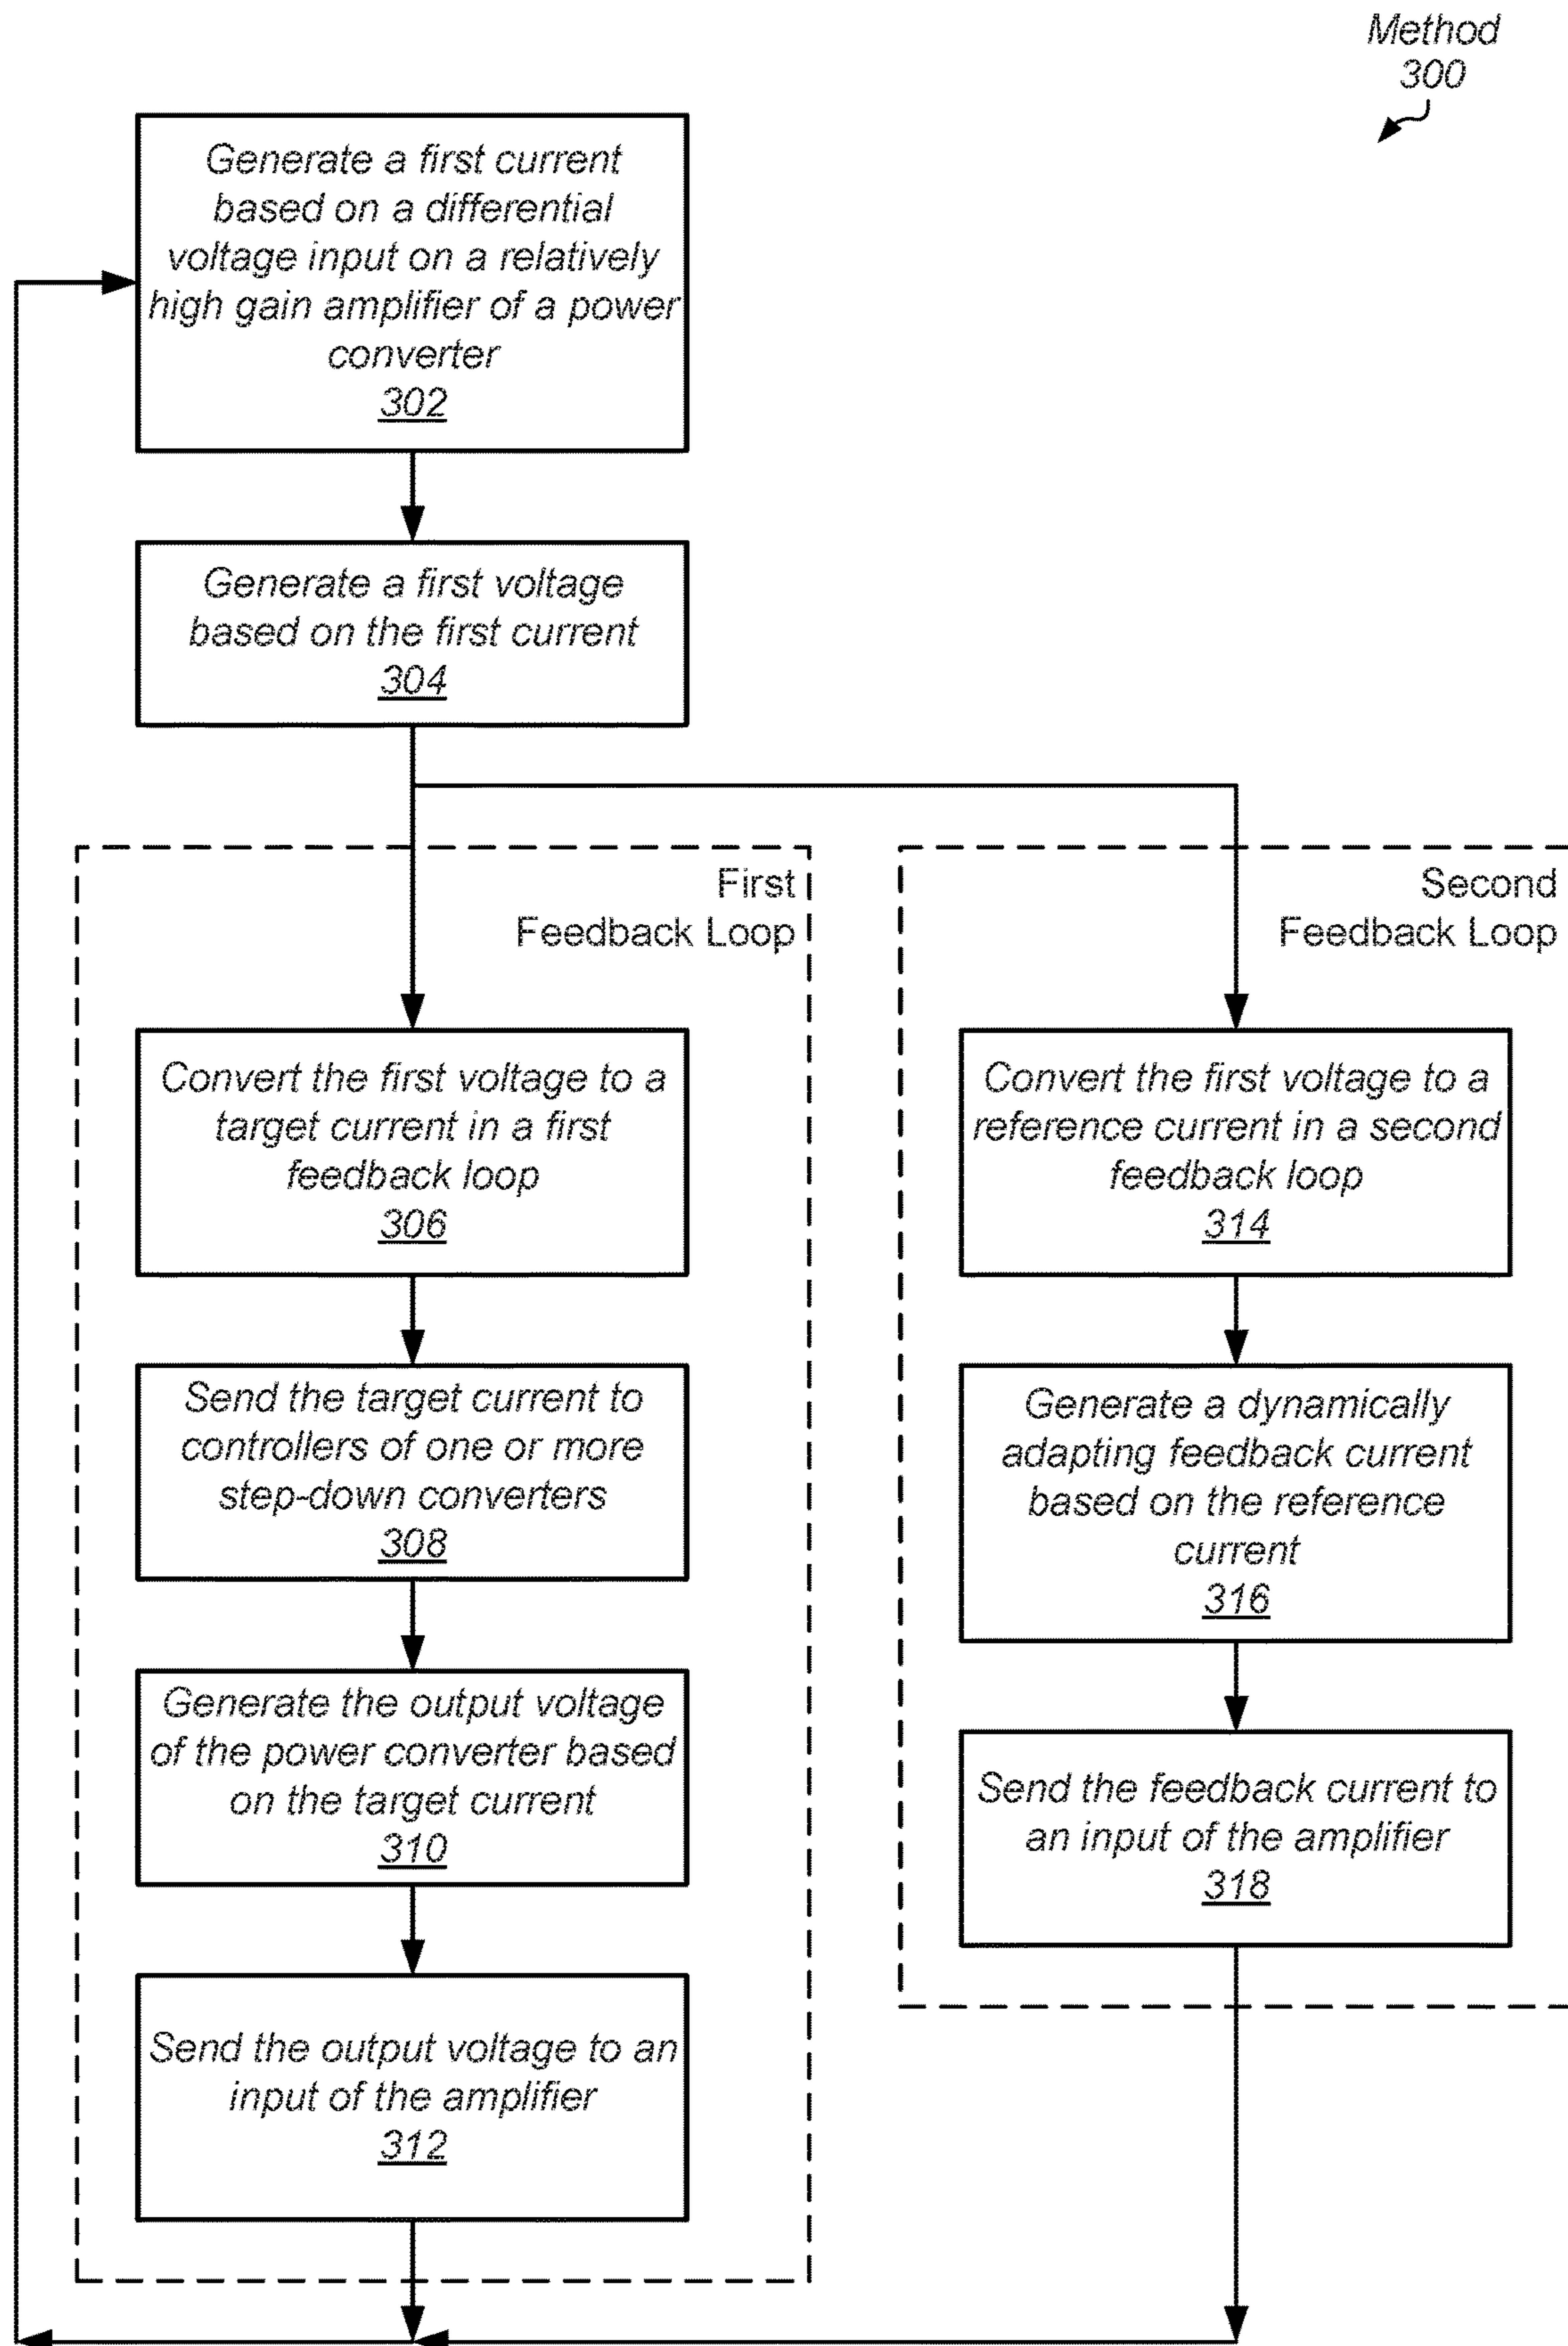 Method
300
Generate a first current
based on a differential
voltage input on a relatively
high gain amplifier of a power
converter
302
Generate a first voltage
based on the first current
304
First
Feedback Loop
Convert the first voltage to a
target current in a first
feedback loop
306
Send the target current to
controllers of one or more
step-down converters
308
Generate the output voltage
of the power converter based
on the target current
310
Send the output voltage to an
input of the amplifier
312
Second
Feedback Loop
Convert the first voltage to a
reference current in a second
feedback loop
314
Generate a dynamically
adapting feedback current
based on the reference
current
316
Send the feedback current to
an input of the amplifier
318